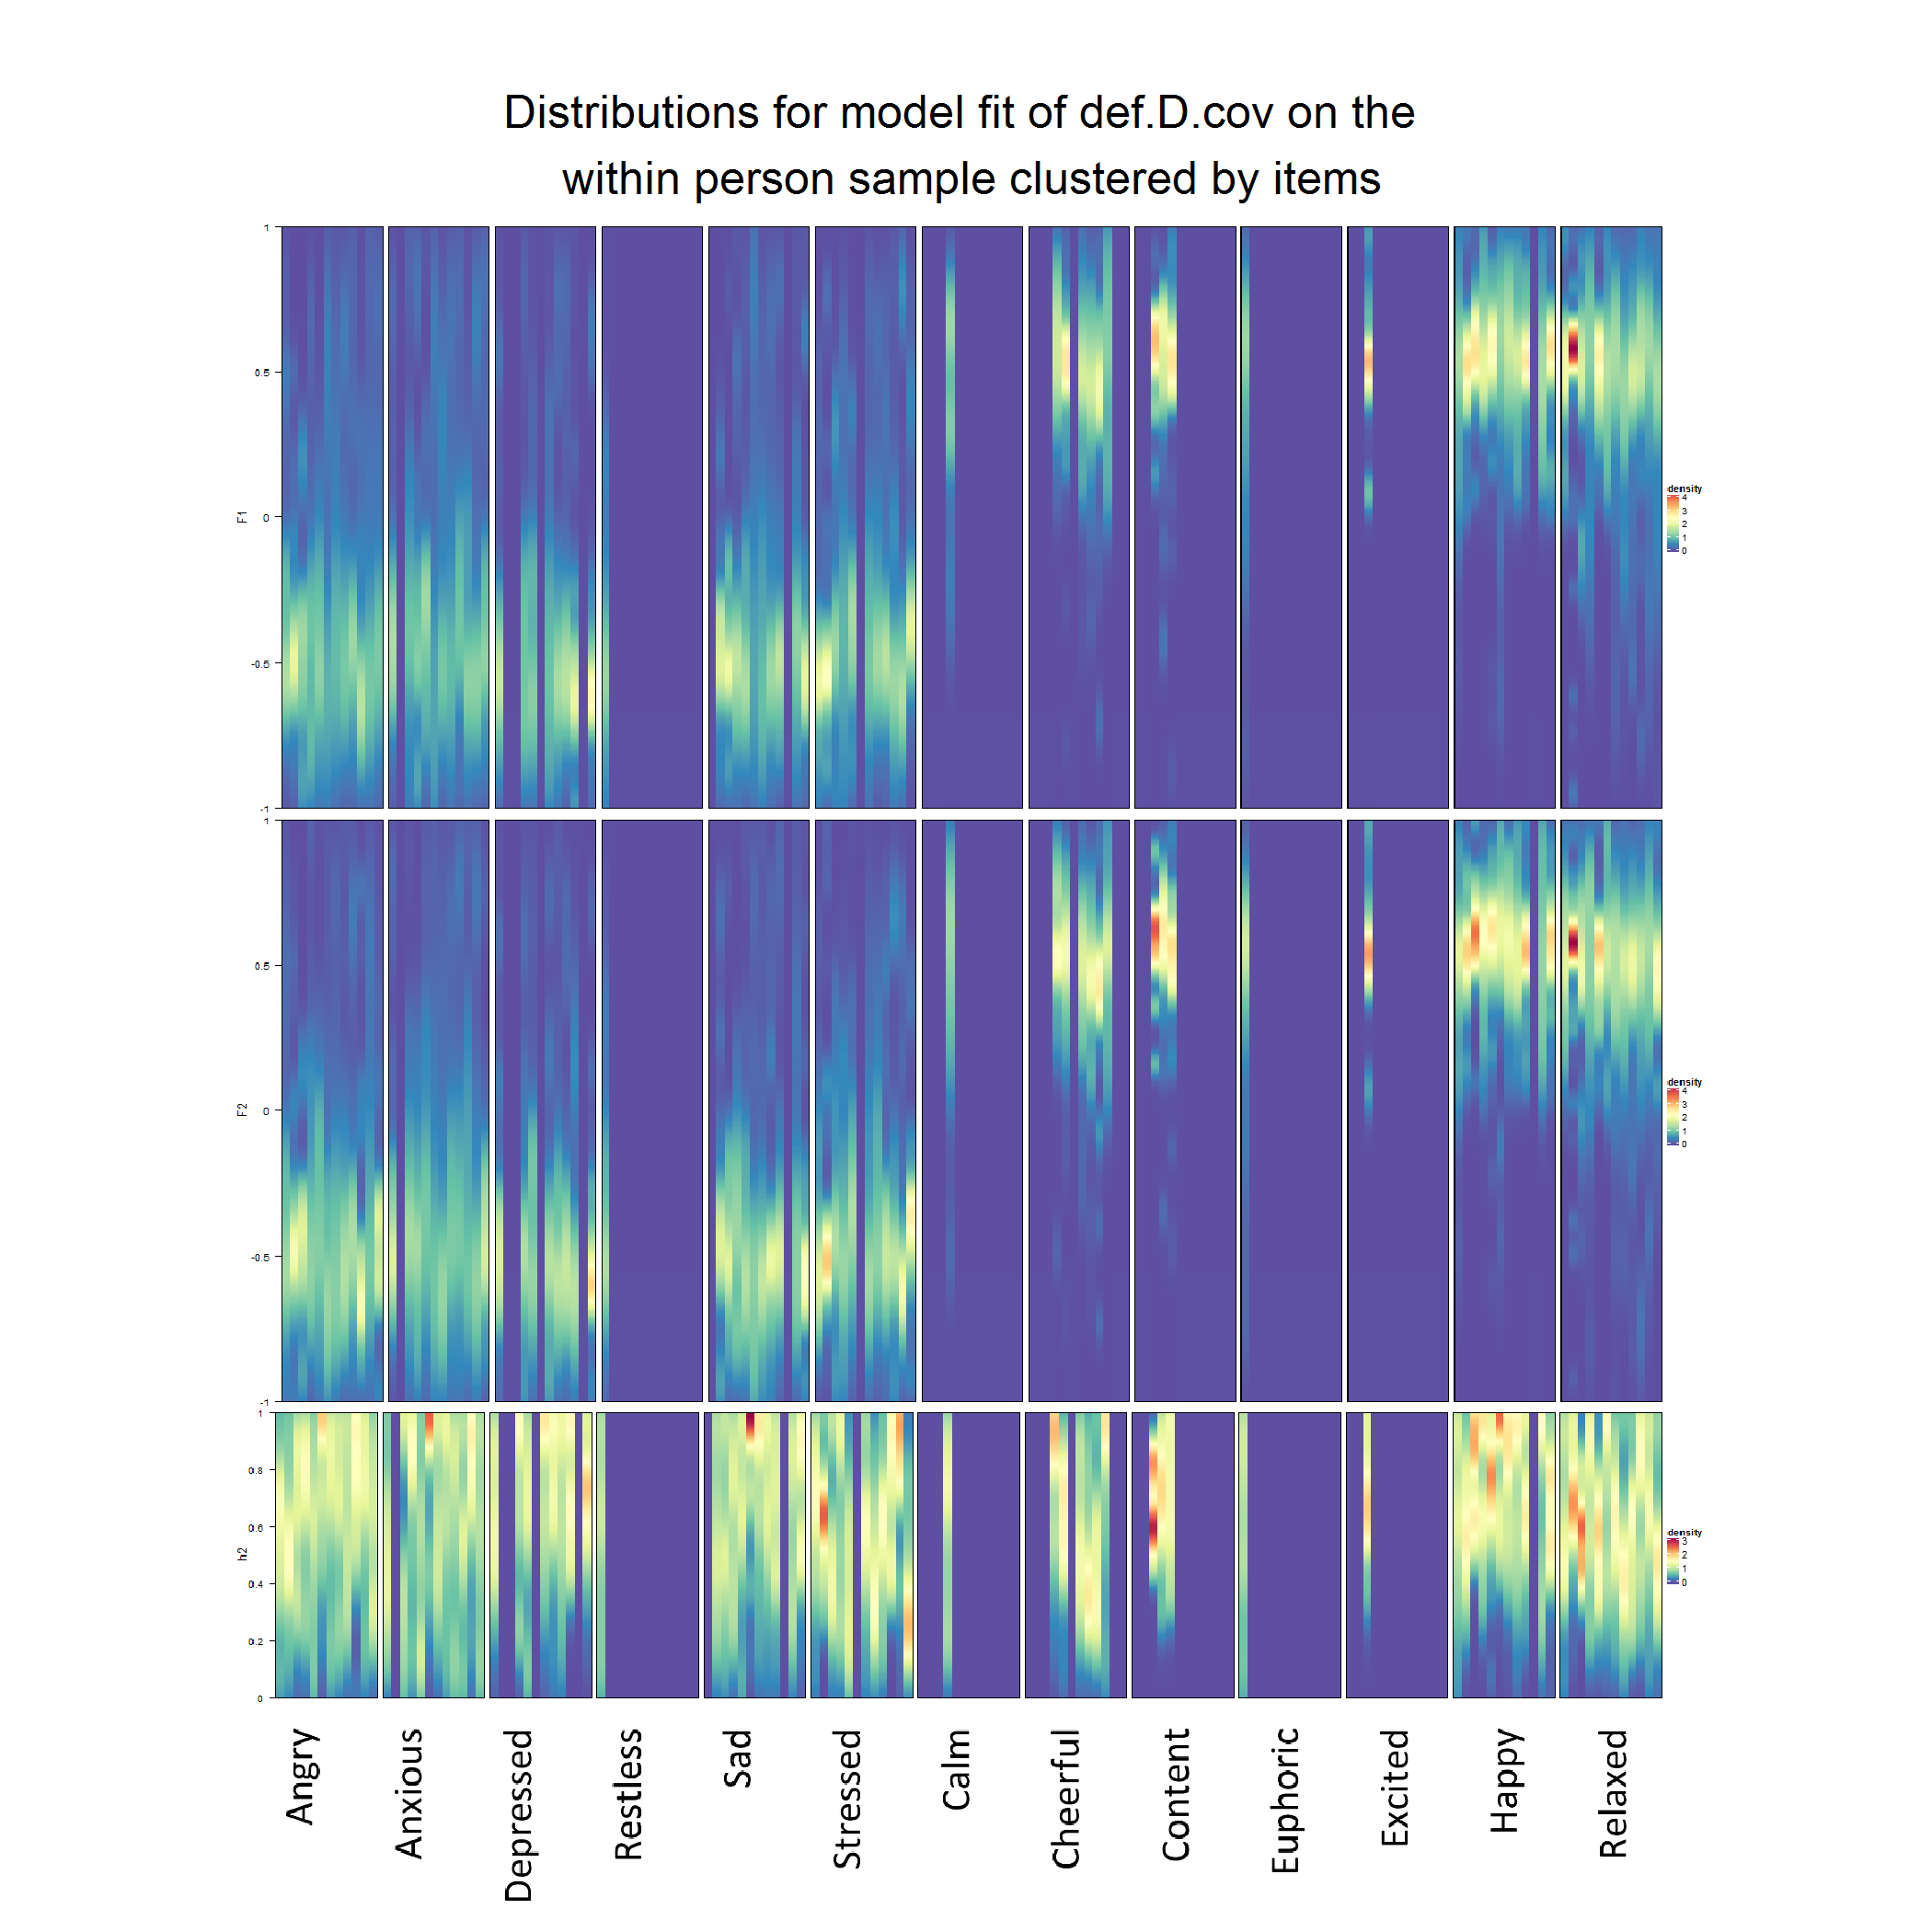 Distributions for model fit of def.D.cov on the
within person sample clustered by items
1
0.5
0
-0.5
-1
F1
density
4
3
2
1
0
1
0.5
0
-0.5
-1
F2
density
4
3
2
1
0
1
0.8
0.6
0.4
0.2
0
h2
density
3
2
1
0
Angry
Anxious
Depressed
Restless
Sad
Stressed
Calm
Cheerful
Content
Euphoric
Excited
Happy
Relaxed